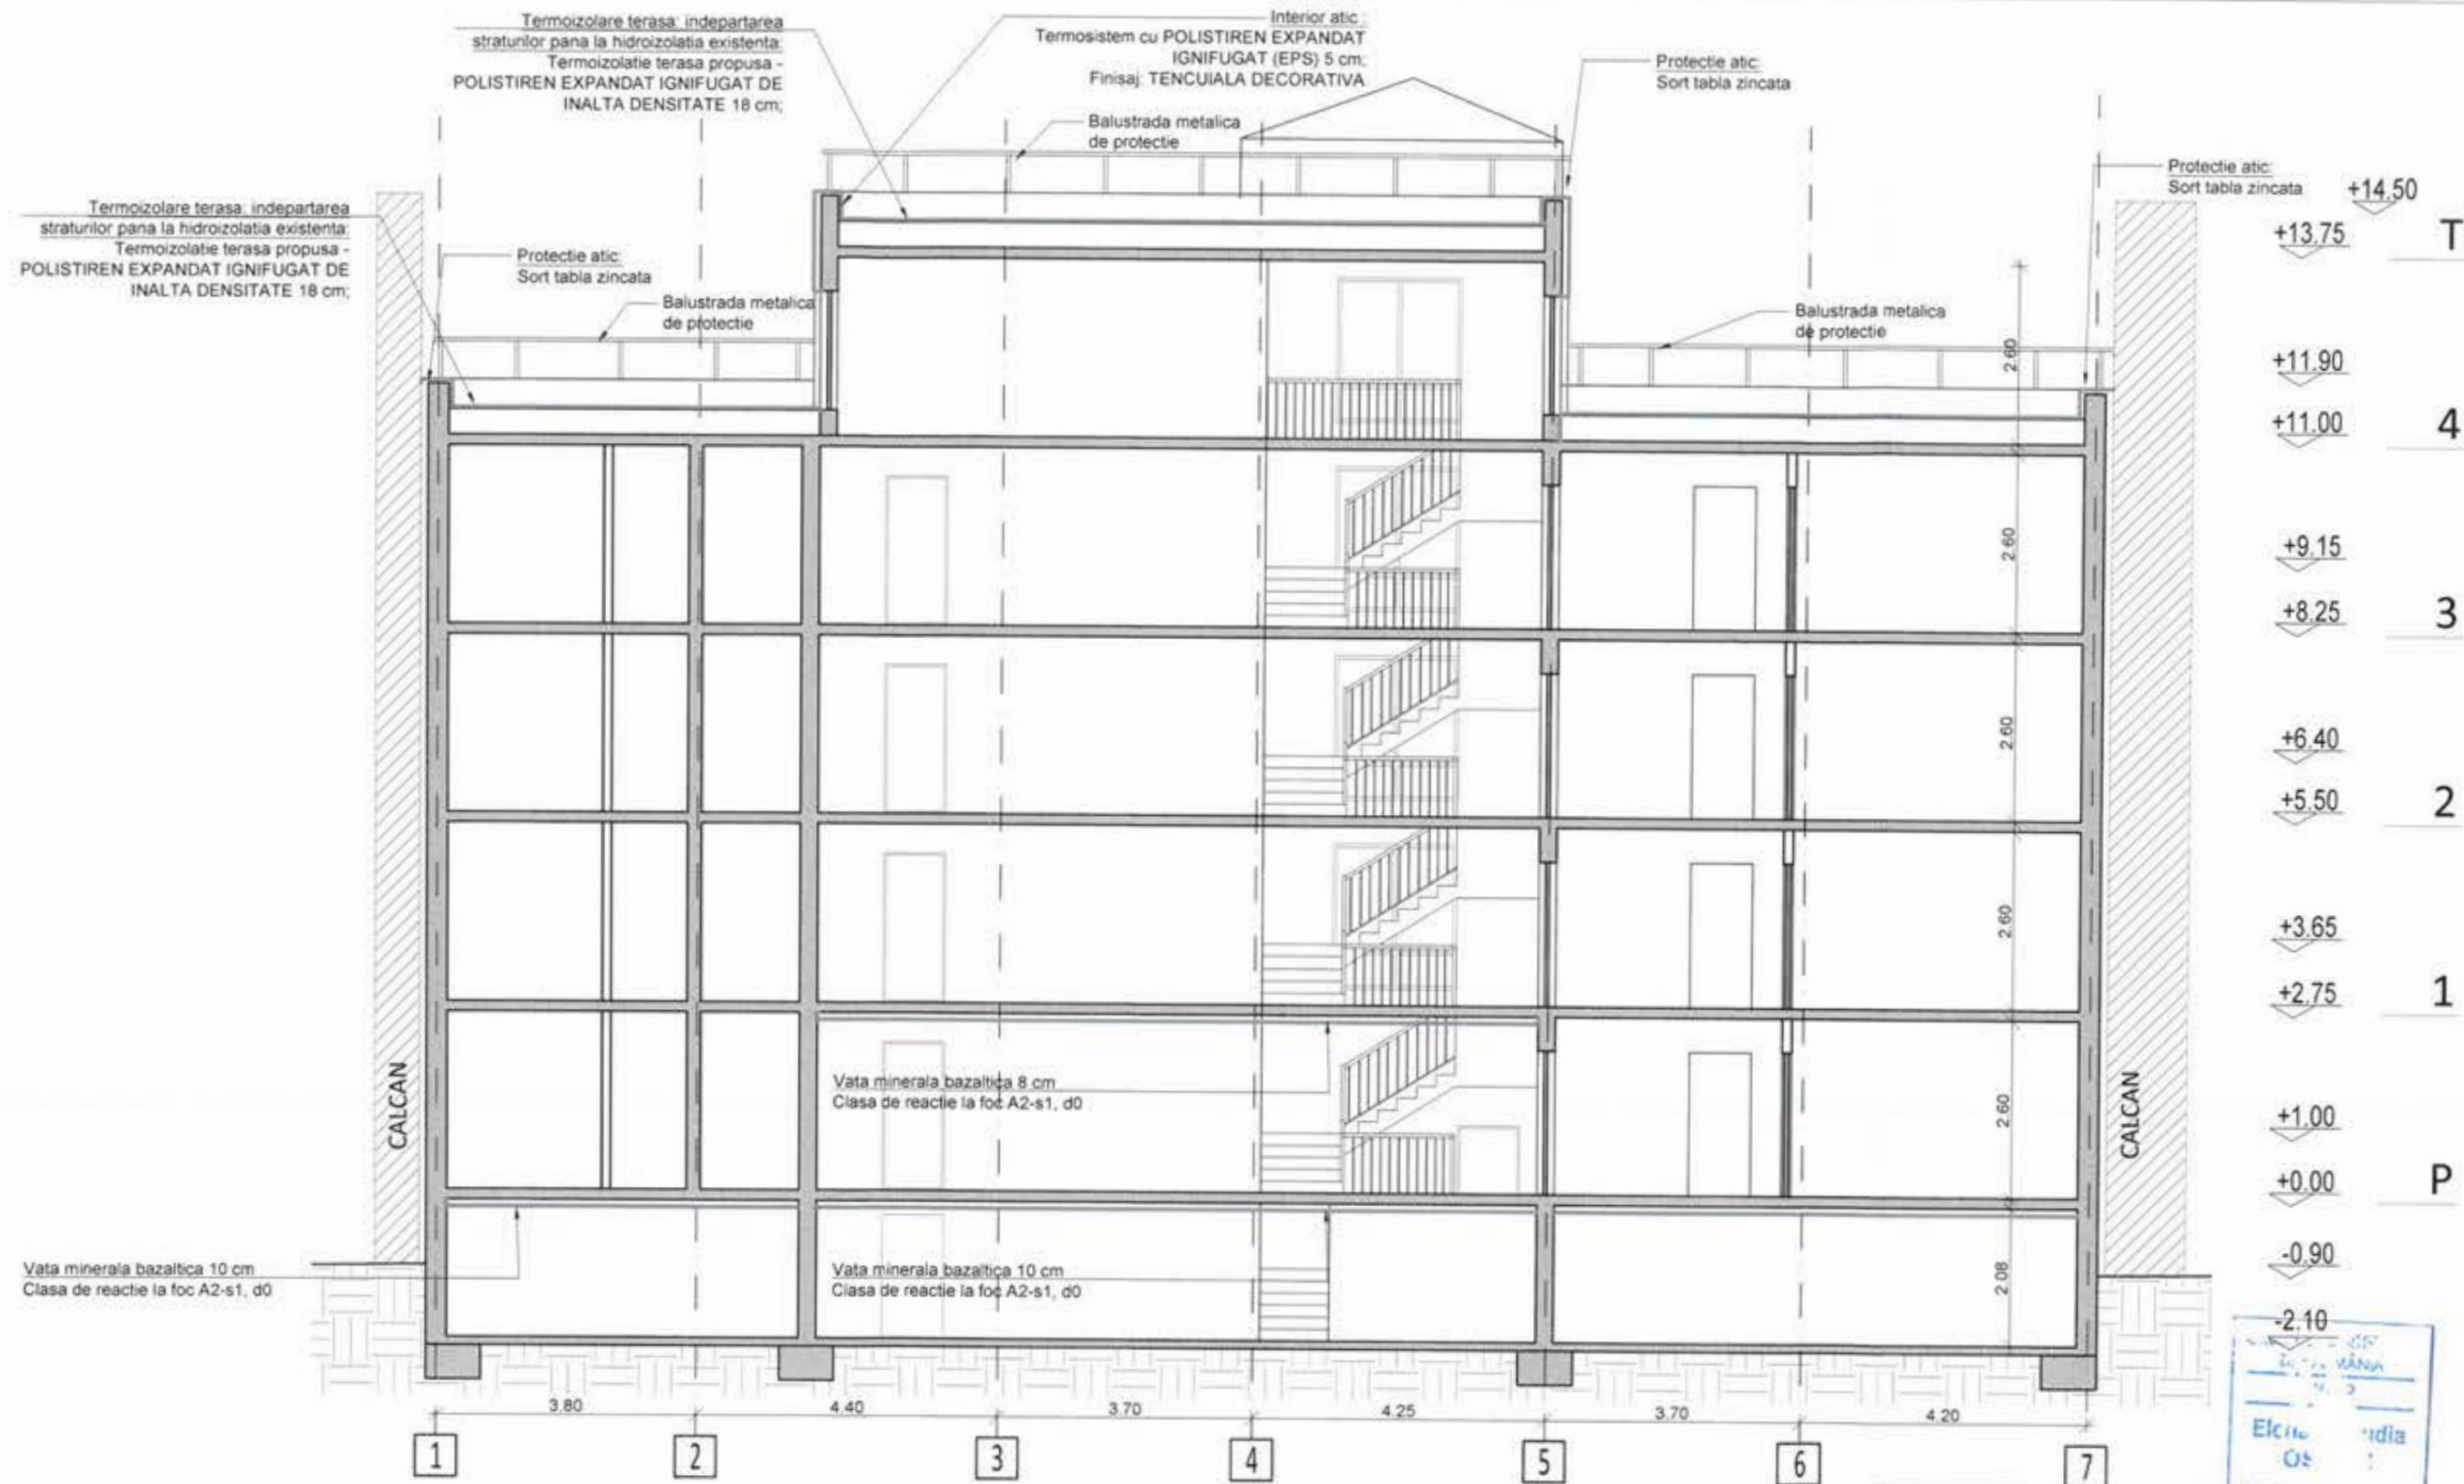 Termoizolare terasa: indepartarea
straturilor pana la hidroizolatia existenta:
Termoizolatie terasa propusa -
POLISTIREN EXPANDAT IGNIFUGAT DE
INALTA DENSITATE 18 cm;
Interior atic :
Termosistem cu POLISTIREN EXPANDAT
IGNIFUGAT (EPS) 5 cm;
Finisaj: TENCUIALA DECORATIVA
Protectie atic:
Sort tabla zincata
Balustrada metalica
de protectie
Protectie atic:
Sort tabla zincata
Termoizolare terasa: indepartarea
straturilor pana la hidroizolatia existenta:
Termoizolatie terasa propusa -
POLISTIREN EXPANDAT IGNIFUGAT DE
INALTA DENSITATE 18 cm;
Protectie atic:
Sort tabla zincata
Balustrada metalica
de protectie
Balustrada metalica
de protectie
+14.50
+13.75 T
+11.90
+11.00 4
+9.15
+8.25 3
+6.40
+5.50 2
+3.65
+2.75 1
+1.00
+0.00 P
-0.90
-2.10
2.60
2.60
2.60
2.60
2.60
2.08
CALCAN
CALCAN
Vata minerala bazaltica 8 cm
Clasa de reactie la foc A2-s1, d0
Vata minerala bazaltica 10 cm
Clasa de reactie la foc A2-s1, d0
Vata minerala bazaltica 10 cm
Clasa de reactie la foc A2-s1, d0
3.80 4.40 3.70 4.25 3.70 4.20
1 2 3 4 5 6 7